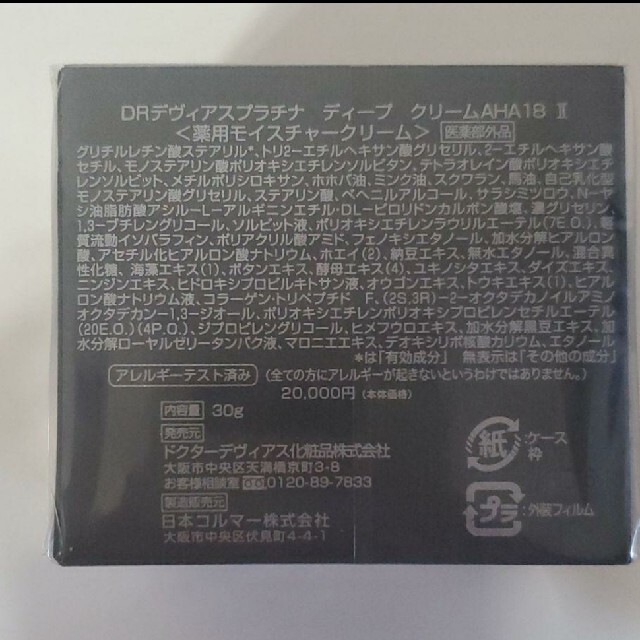 DRデヴィアスプラチナ ディープ クリームAHA18 Ⅱ
<薬用モイスチャークリーム> 医薬部外品
グリチルレチン酸ステアリル*、トリ2-エチルヘキサン酸グリセリル、2-エチルヘキサン酸
セチル、モノステアリン酸ポリオキシエチレンソルビタン、テトラオレイン酸ポリオキシエチ
レンソルビット、メチルポリシロキサン、ホホバ油、ミンク油、スクワラン、馬油、自己乳化型
モノステアリン酸グリセリル、ステアリン酸、ベヘニルアルコール、サラシミツロウ、N-ヤ
シ油脂肪酸アシル-L-アルギニンエチル・DL-ピロリドンカルボン酸塩、濃グリセリン
1,3-ブチレングリコール、ソルビット液、ポリオキシエチレンラウリルエーテル(7E.O.)、軽
質流動イソパラフィン、ポリアクリル酸アミド、フェノキシエタノール、加水分解ヒアルロン
酸、アセチル化ヒアルロン酸ナトリウム、ホエイ(2)、納豆エキス、無水エタノール、混合異
性化糖、海藻エキス(1)、ボタンエキス、酵母エキス(4)、ユキノシタエキス、ダイズエキス、
ニンジンエキス、ヒドロキシプロピルキトサン液、オウゴンエキス、トウキエキス(1)、ヒアル
ロン酸ナトリウム液、コラーゲン・トリペプチド F、(2S,3R)-2-オクタデカノイルアミノ
オクタデカン-1,3-ジオール、ポリオキシエチレンポリオキシプロピレンセチルエーテル
(20E.O.)(4P.O.)、ジプロピレングリコール、ヒメフウロエキス、加水分解黒豆エキス、加
水分解ローヤルゼリータンパク液、マロニエエキス、デオキシリボ核酸カリウム、エタノール
*は「有効成分」 無表示は「その他の成分」
アレルギーテスト済み (全ての方にアレルギーが起きないというわけではありません。)
20,000円(本体価格)
内容量 30g
発売元
ドクターデヴィアス化粧品株式会社
大阪市中央区天満橋京町3-8
お客様相談室 0120-89-7833
製造販売元
日本コルマー株式会社
大阪市中央区伏見町4-4-1
紙 :ケース
枠
プラ :外装フィルム